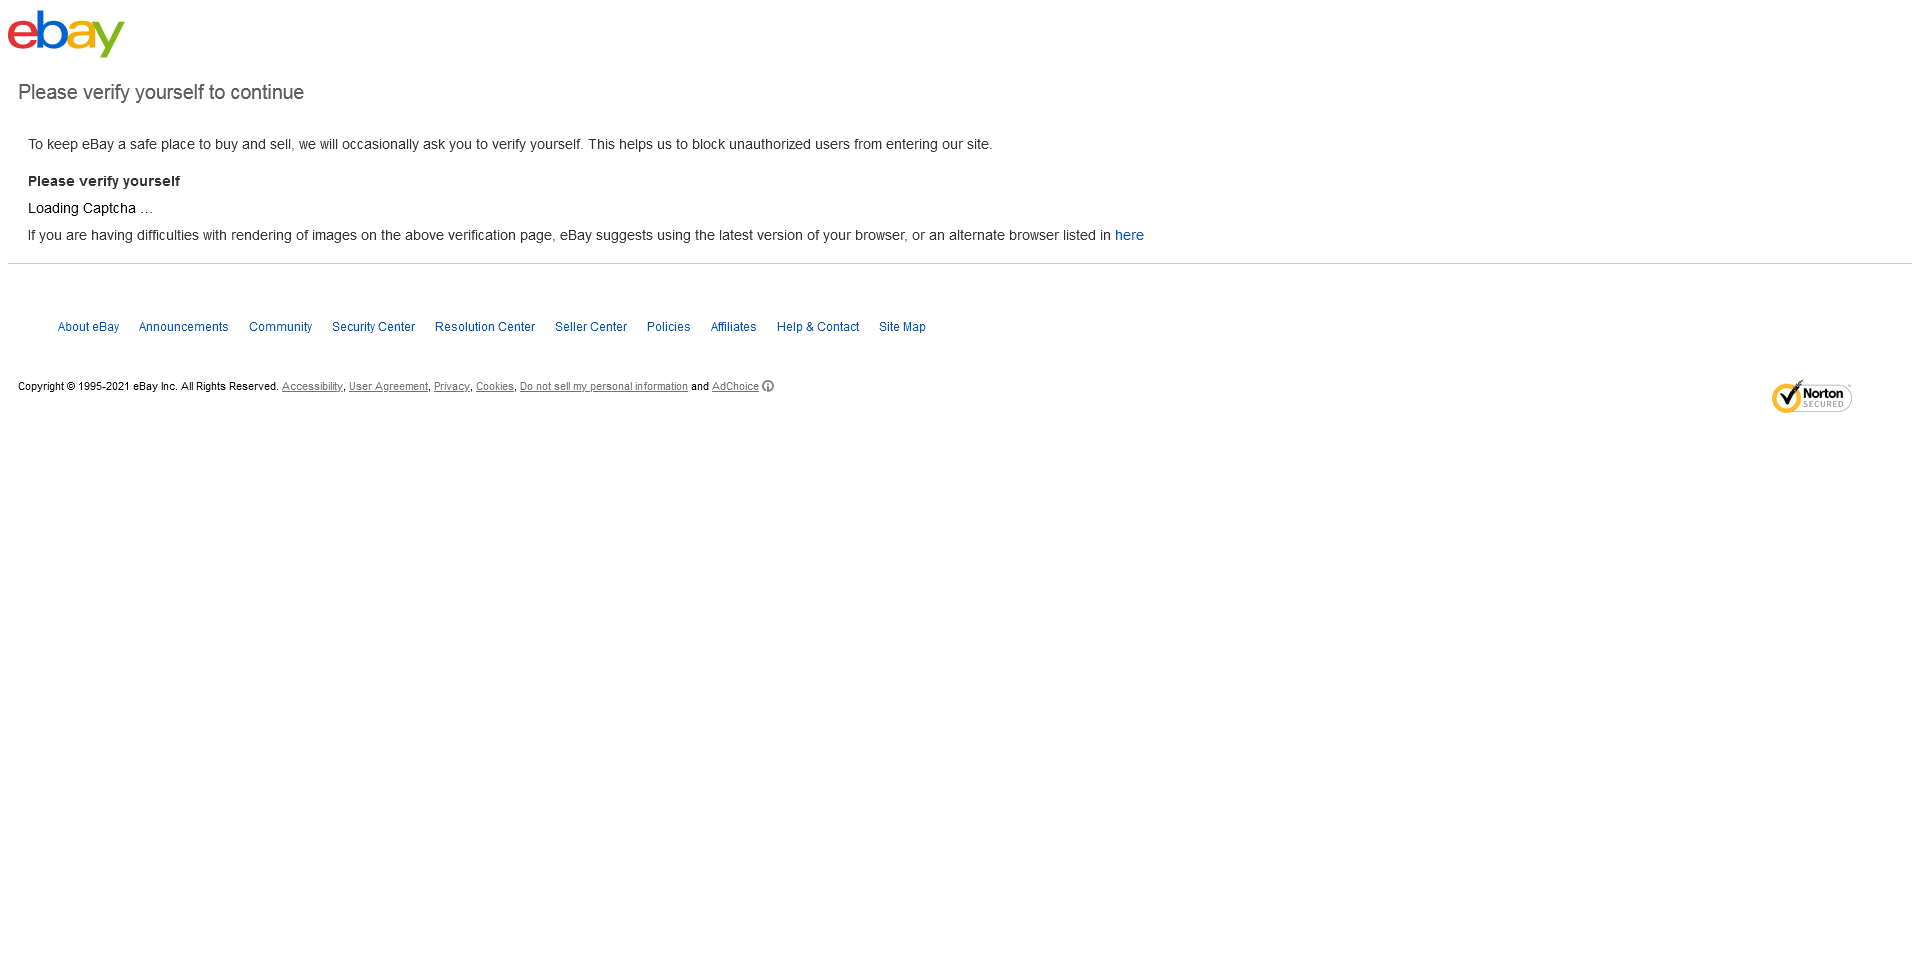 ebay
Please verify yourself to continue
To keep eBay a safe place to buy and sell, we will occasionally ask you to verify yourself. This helps us to block unauthorized users from entering our site.
Please verify yourself
Loading Captcha ...
If you are having difficulties with rendering of images on the above verification page, eBay suggests using the latest version of your browser, or an alternate browser listed in here
About eBay Announcements Community Security Center Resolution Center Seller Center Policies Affiliates Help & Contact Site Map
Copyright © 1995-2021 eBay Inc. All Rights Reserved. Accessibility, User Agreement, Privacy, Cookies, Do not sell my personal information and AdChoice
Norton
SECURED